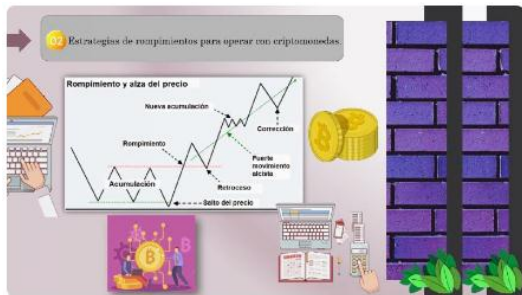 02 Estrategias de rompimientos para operar con criptomonedas.
Rompimiento y alza del precio
Nueva acumulación
Corrección
Rompimiento
Fuerte
movimiento
alcista
Acumulación
Retroceso
Salto del precio